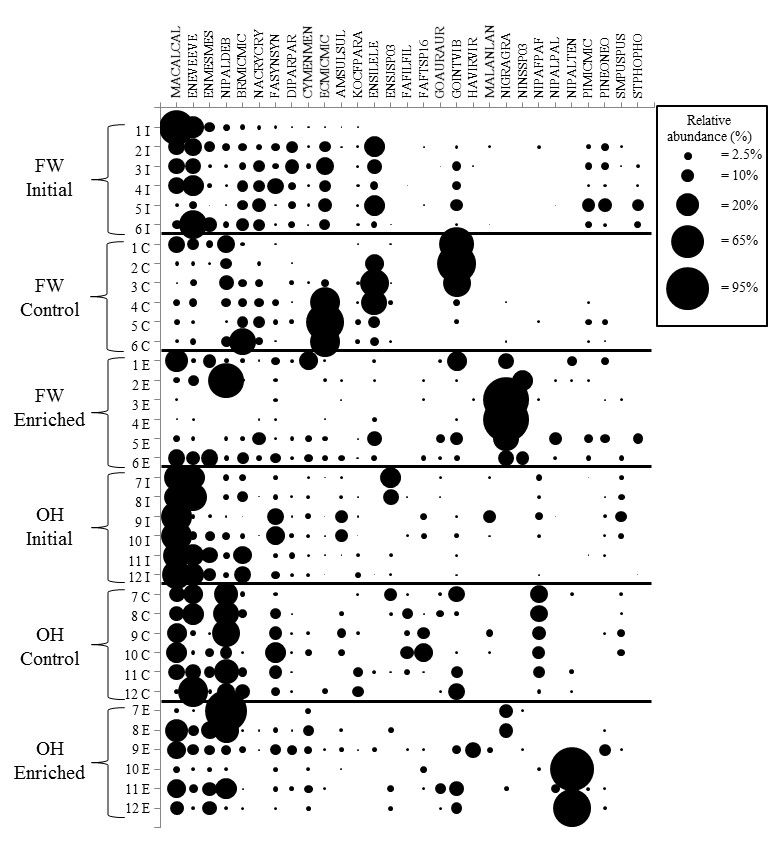 MACALCAL
ENEVEEVE
ENMESMES
NIPALDEB
BRMICMIC
NACRYCRY
FASYNSYN
DIPARPAR
CYMENMEN
ECMICMIC
AMSULSUL
KOCFPARA
ENSILELE
ENSISP03
FAFILFIL
FAFTSP16
GOAURAUR
GOINTVIB
HAVIRVIR
MALANLAN
NIGRAGRA
NINSSP03
NIPAFPAF
NIPALPAL
NIPALTEN
PIMICMIC
PINEONEO
SMPUSPUS
STPHOPHO
FW
Initial
1 I
2 I
3 I
4 I
5 I
6 I
FW
Control
1 C
2 C
3 C
4 C
5 C
6 C
FW
Enriched
1 E
2 E
3 E
4 E
5 E
6 E
OH
Initial
7 I
8 I
9 I
10 I
11 I
12 I
OH
Control
7 C
8 C
9 C
10 C
11 C
12 C
OH
Enriched
7 E
8 E
9 E
10 E
11 E
12 E
Relative
abundance (%)
= 2.5%
= 10%
= 20%
= 65%
= 95%